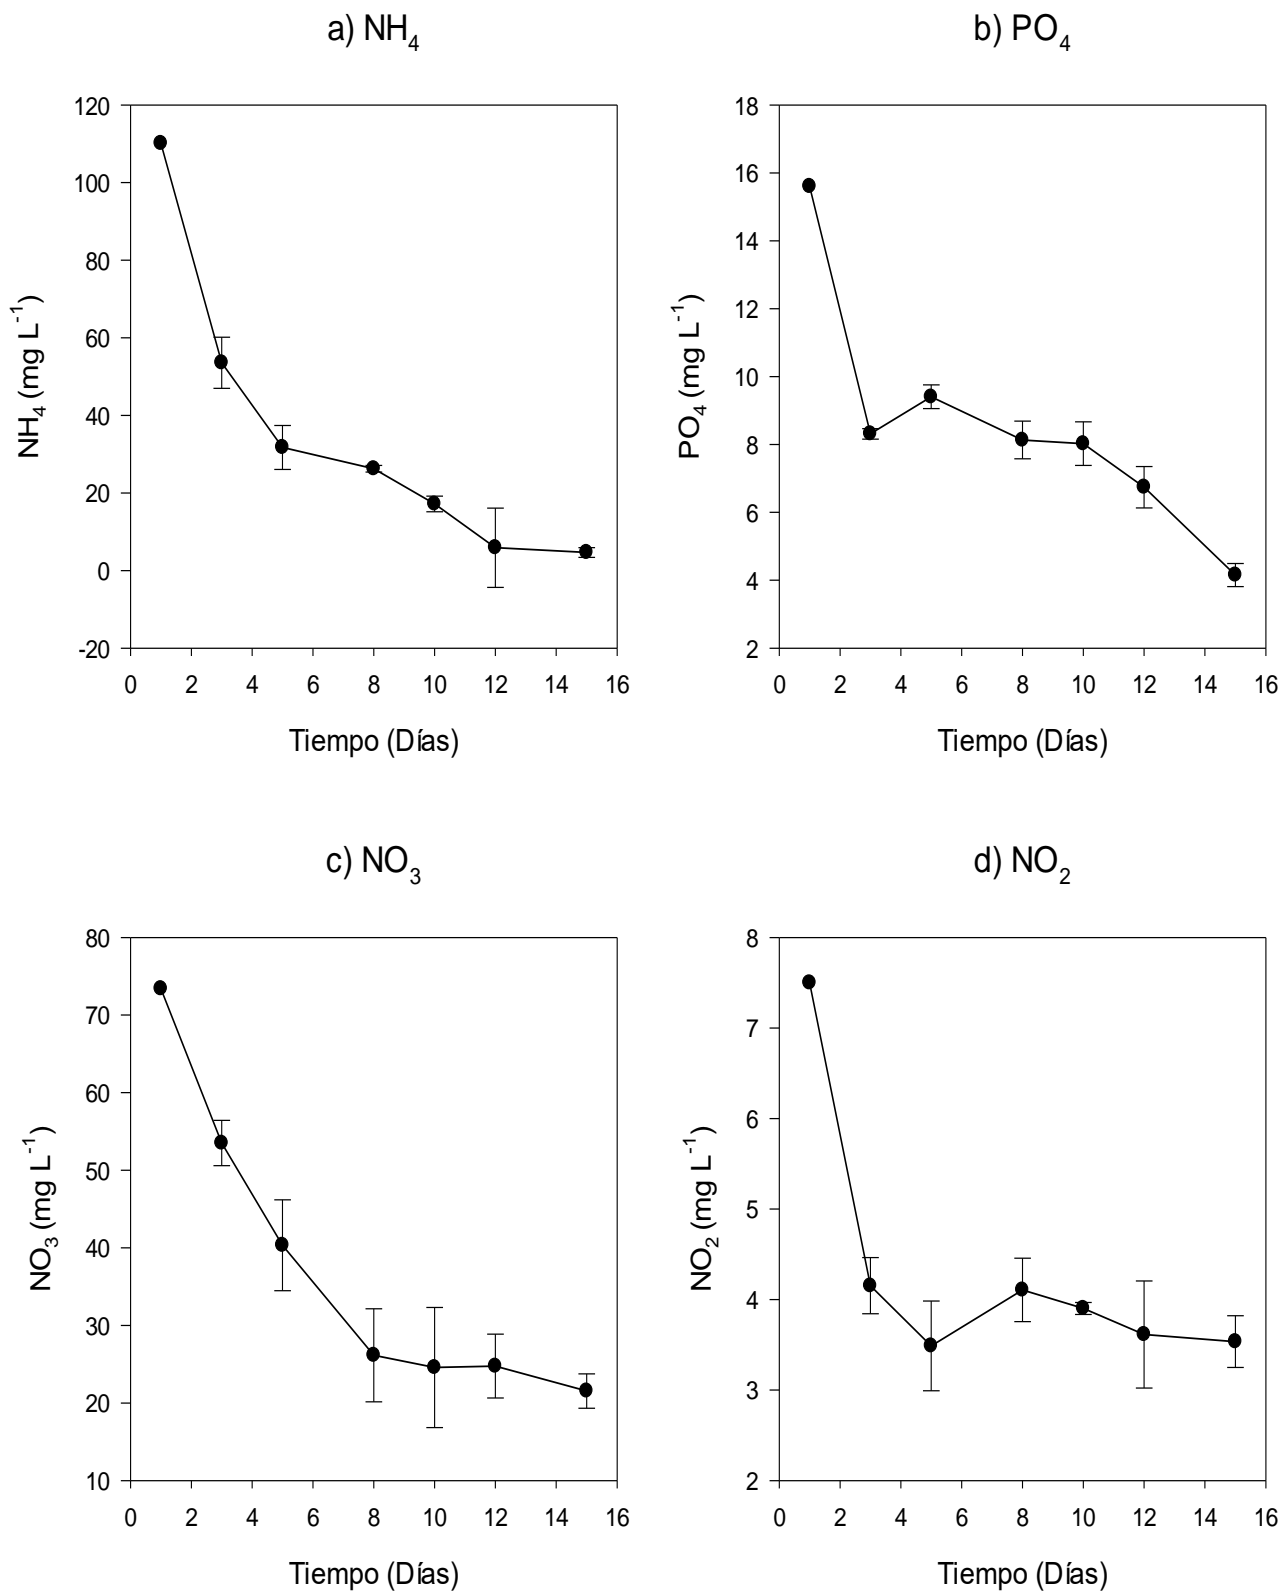 a) NH₄
120
100
80
60
40
20
0
-20
NH₄ (mg L⁻¹)
0 2 4 6 8 10 12 14 16
Tiempo (Días)
b) PO₄
18
16
14
12
10
8
6
4
2
PO₄ (mg L⁻¹)
0 2 4 6 8 10 12 14 16
Tiempo (Días)
c) NO₃
80
70
60
50
40
30
20
10
NO₃ (mg L⁻¹)
0 2 4 6 8 10 12 14 16
Tiempo (Días)
d) NO₂
8
7
6
5
4
3
2
NO₂ (mg L⁻¹)
0 2 4 6 8 10 12 14 16
Tiempo (Días)